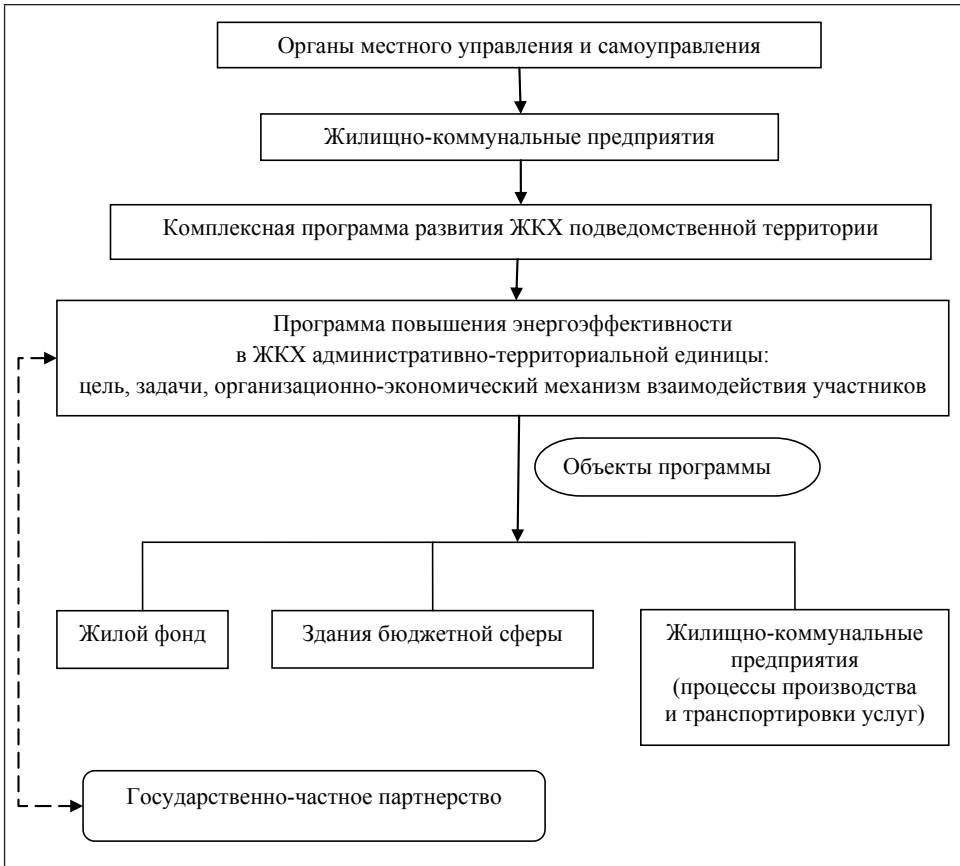 Органы местного управления и самоуправления
Жилищно-коммунальные предприятия
Комплексная программа развития ЖКХ подведомственной территории
Программа повышения энергоэффективности
в ЖКХ административно-территориальной единицы:
цель, задачи, организационно-экономический механизм взаимодействия участников
Объекты программы
Жилой фонд
Здания бюджетной сферы
Жилищно-коммунальные
предприятия
(процессы производства
и транспортировки услуг)
Государственно-частное партнерство